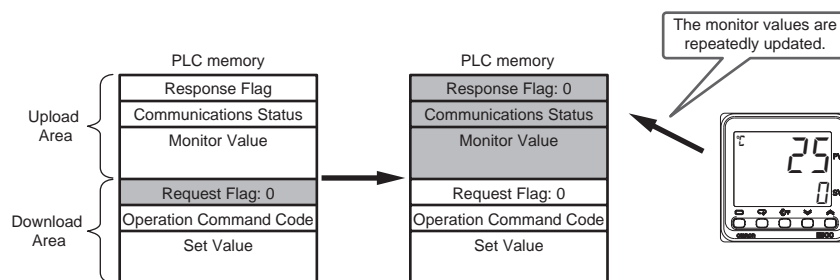 The monitor values are
repeatedly updated.
PLC memory
Response Flag
Communications Status
Monitor Value
Request Flag: 0
Operation Command Code
Set Value
Upload
Area
Download
Area
PLC memory
Response Flag: 0
Communications Status
Monitor Value
Request Flag: 0
Operation Command Code
Set Value
°C
25
0
omron